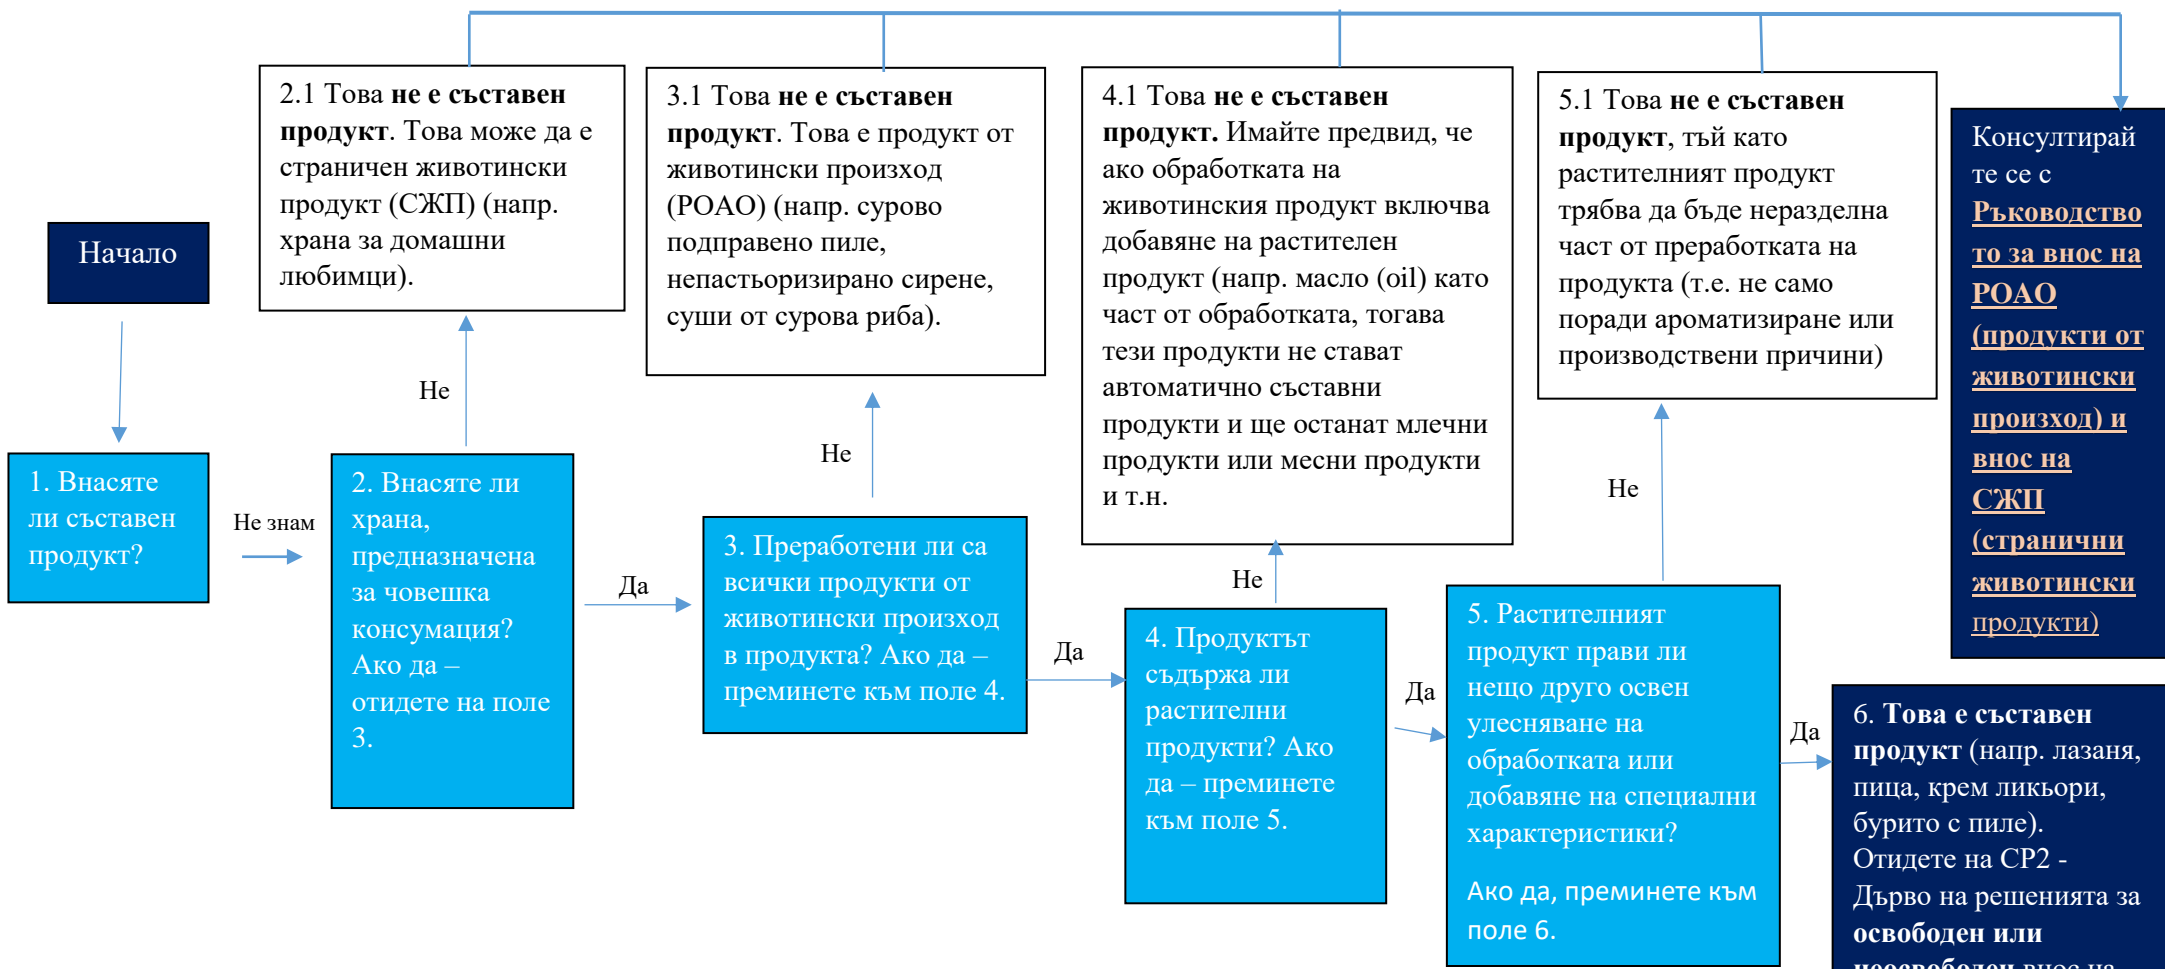 Начало
1. Внасяте
ли съставен
продукт?
Не знам
2.1 Това не е съставен
продукт. Това може да е
страничен животински
продукт (СЖП) (напр.
храна за домашни
любимци).
Не
2. Внасяте ли
храна,
предназначена
за човешка
консумация?
Ако да –
отидете на поле
3.
Да
3.1 Това не е съставен
продукт. Това е продукт от
животински произход
(POAO) (напр. сурово
подправено пиле,
непастьоризирано сирене,
суши от сурова риба).
Не
3. Преработени ли са
всички продукти от
животински произход
в продукта? Ако да –
преминете към поле 4.
Да
4.1 Това не е съставен
продукт. Имайте предвид, че
ако обработката на
животинския продукт включва
добавяне на растителен
продукт (напр. масло (oil) като
част от обработката, тогава
тези продукти не стават
автоматично съставни
продукти и ще останат млечни
продукти или месни продукти
и т.н.
Не
4. Продуктът
съдържа ли
растителни
продукти? Ако
да – преминете
към поле 5.
Да
5.1 Това не е съставен
продукт, тъй като
растителният продукт
трябва да бъде неразделна
част от преработката на
продукта (т.е. не само
поради ароматизиране или
производствени причини)
Не
5. Растителният
продукт прави ли
нещо друго освен
улесняване на
обработката или
добавяне на специални
характеристики?
Ако да, преминете към
поле 6.
Да
Консултирай
те се с
Ръководство
то за внос на
POAO
(продукти от
животински
произход) и
внос на
СЖП
(странични
животински
продукти)
6. Това е съставен
продукт (напр. лазаня,
пица, крем ликьори,
бурито с пиле).
Отидете на CP2 -
Дърво на решенията за
освободен или
неосвободен внос на